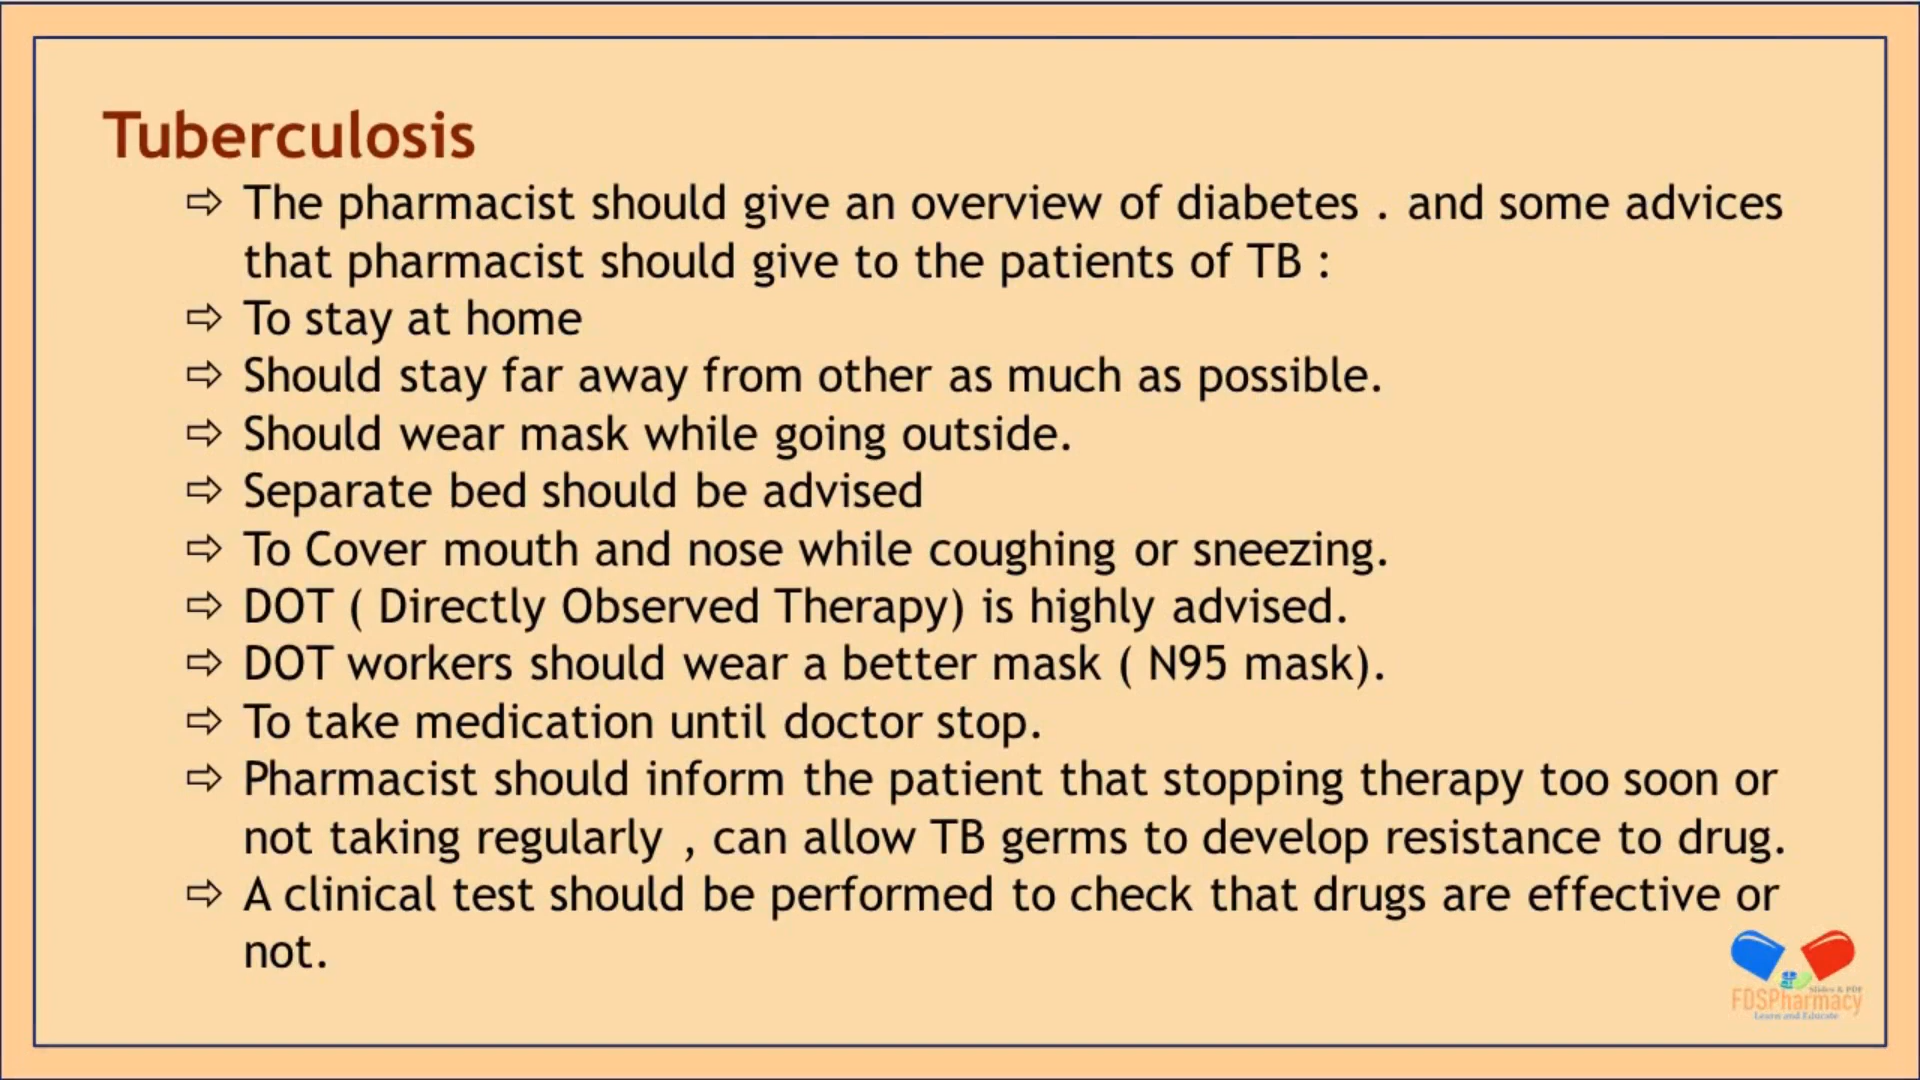 Tuberculosis
⇨ The pharmacist should give an overview of diabetes . and some advices
that pharmacist should give to the patients of TB :
⇨ To stay at home
⇨ Should stay far away from other as much as possible.
⇨ Should wear mask while going outside.
⇨ Separate bed should be advised
⇨ To Cover mouth and nose while coughing or sneezing.
⇨ DOT ( Directly Observed Therapy) is highly advised.
⇨ DOT workers should wear a better mask ( N95 mask).
⇨ To take medication until doctor stop.
⇨ Pharmacist should inform the patient that stopping therapy too soon or
not taking regularly , can allow TB germs to develop resistance to drug.
⇨ A clinical test should be performed to check that drugs are effective or
not.
Slides & PDF
FDSPharmacy
Learn and Educate